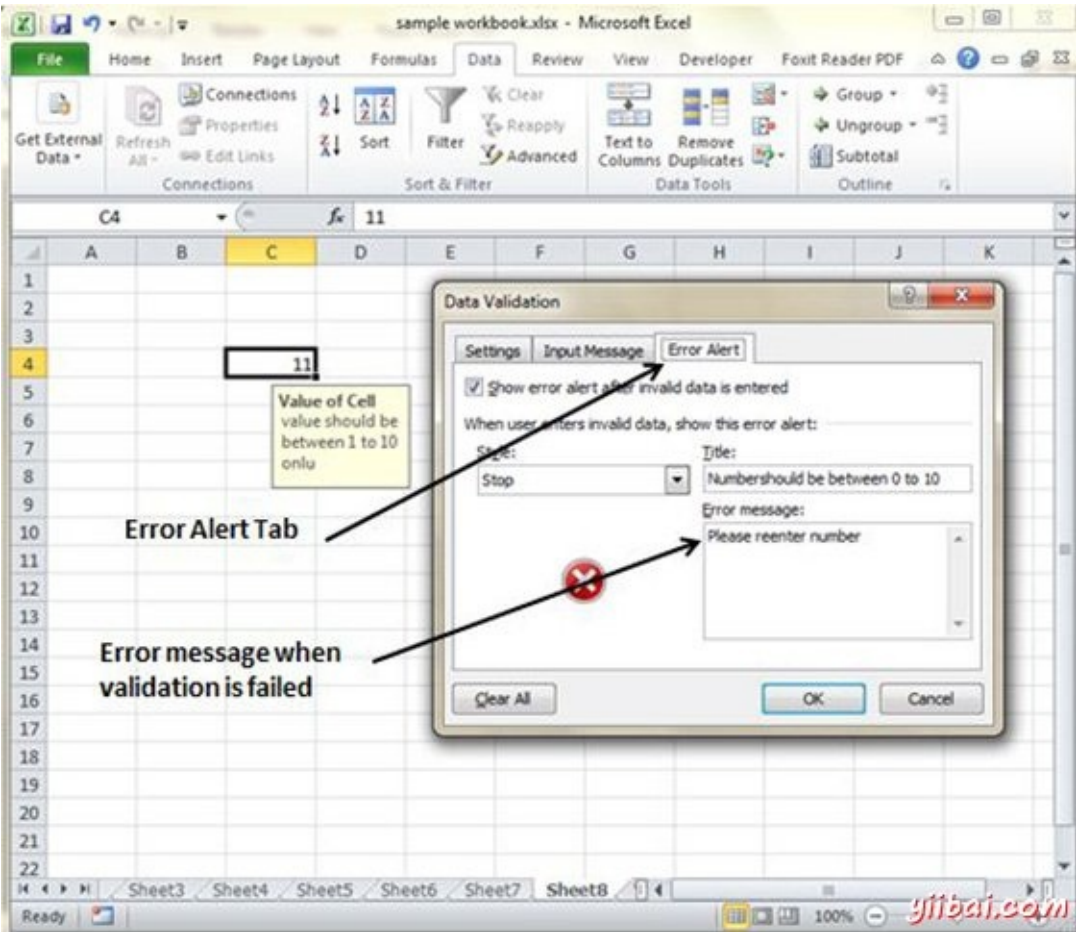 sample workbook.xlsx - Microsoft Excel
File Home Insert Page Layout Formulas Data Review View Developer Foxit Reader PDF
Get External Data
Refresh All
Connections
Properties
Edit Links
Connections
Sort
Filter
Clear
Reapply
Advanced
Sort & Filter
Text to Columns
Remove Duplicates
Data Tools
Group
Ungroup
Subtotal
Outline
C4 fx 11
A B C D E F G H I J K
1
2
3
4 11
5
6
7
8
9
10
11
12
13
14
15
16
17
18
19
20
21
22
Value of Cell
value should be
between 1 to 10
onlu
Error Alert Tab
Error message when
validation is failed
Data Validation
Settings Input Message Error Alert
Show error alert after invalid data is entered
When user enters invalid data, show this error alert:
Style: Title:
Stop Numbershould be between 0 to 10
Error message:
Please reenter number
Clear All OK Cancel
Sheet3 Sheet4 Sheet5 Sheet6 Sheet7 Sheet8
Ready 100%
yiibai.com